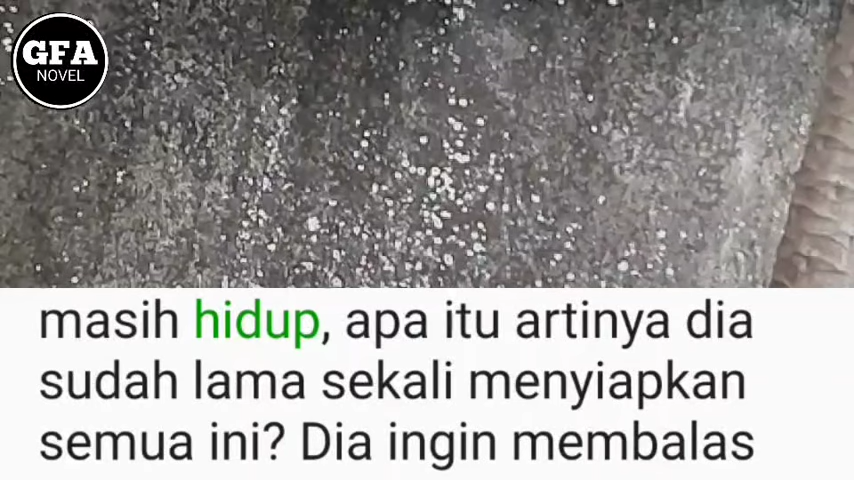 GFA
NOVEL
masih hidup, apa itu artinya dia
sudah lama sekali menyiapkan
semua ini? Dia ingin membalas